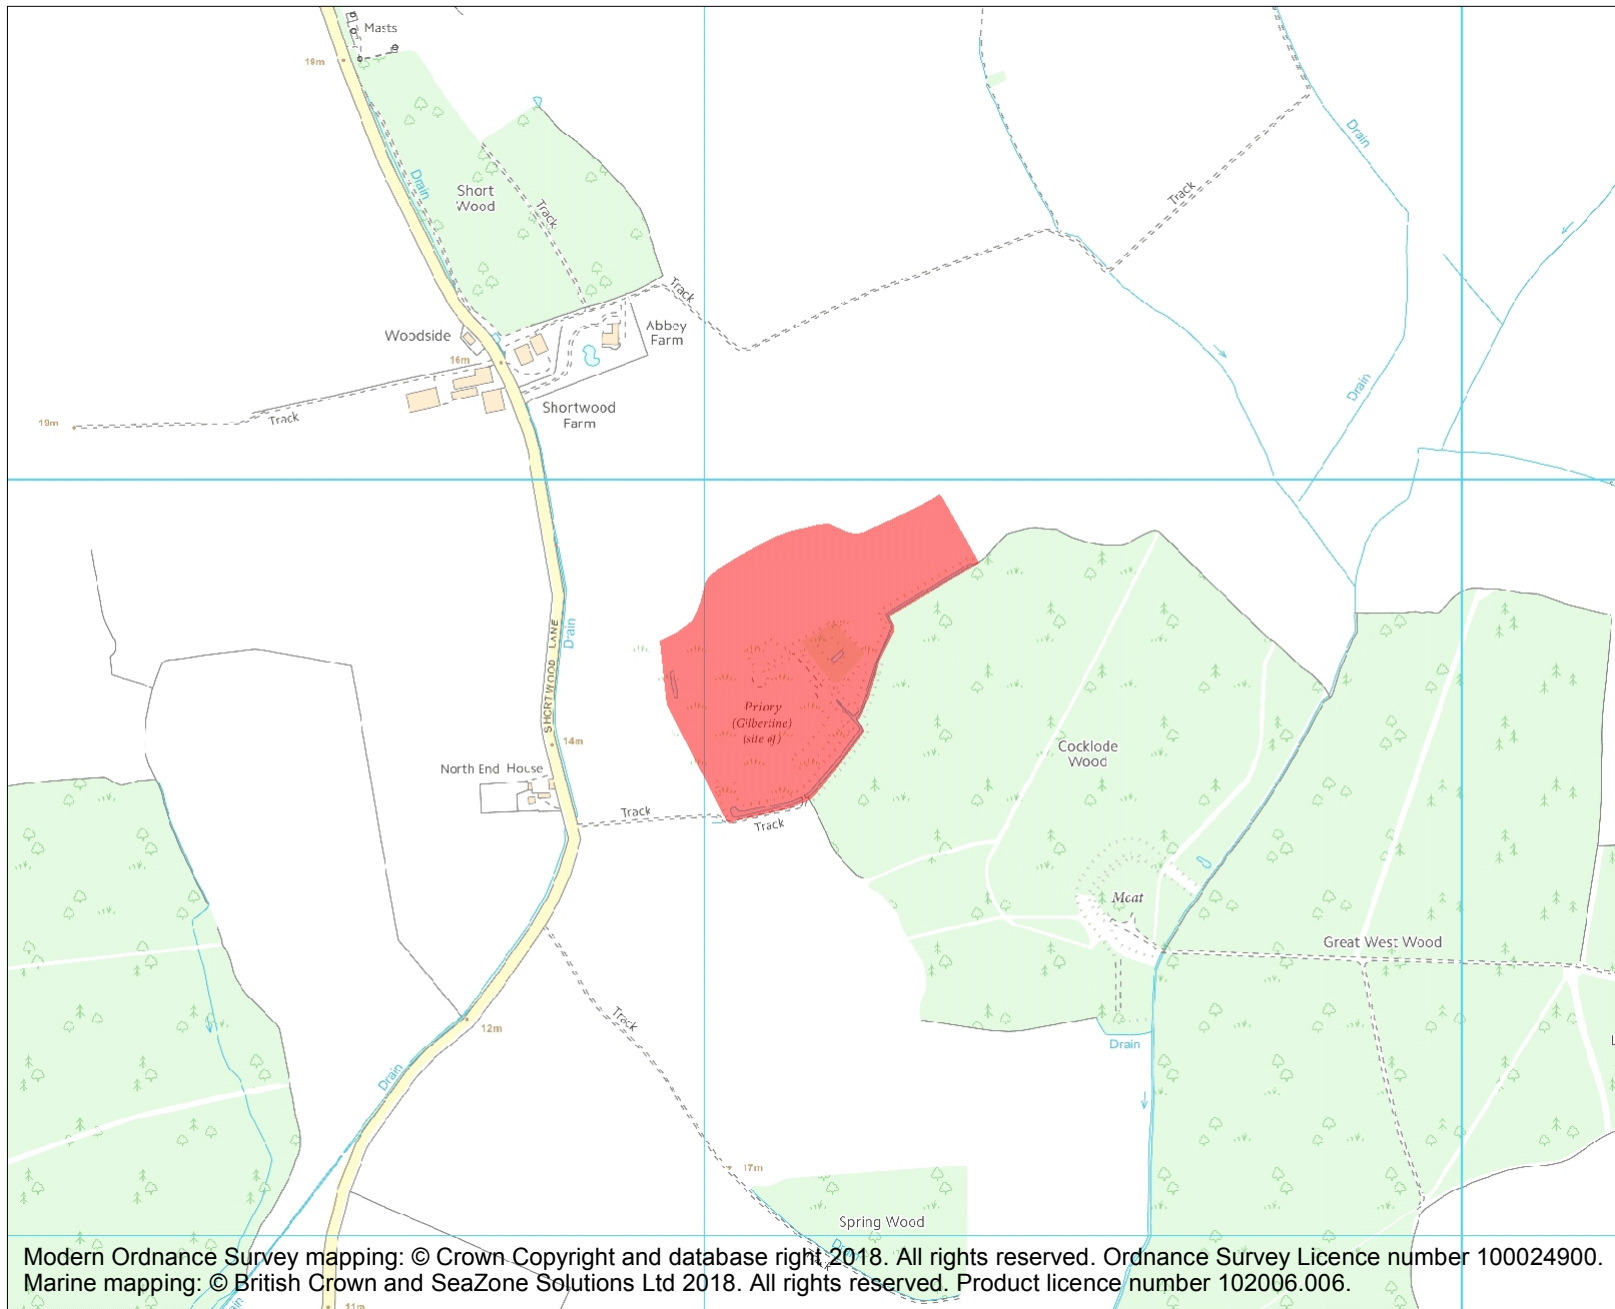 Masts
19m
Drain
Short
Wood
Track
Drain
Track
Track
Woodside
Abbey
Farm
16m
Shortwood
Farm
19m
Track
Drain
SHORTWOOD LANE
Drain
Priory
(Gilbertine)
(site of)
14m
Cocklode
Wood
North End House
Track
Track
Moat
Great West Wood
Track
12m
Drain
Drain
17m
Spring Wood
Drain
Modern Ordnance Survey mapping: © Crown Copyright and database right 2018. All rights reserved. Ordnance Survey Licence number 100024900.
Marine mapping: © British Crown and SeaZone Solutions Ltd 2018. All rights reserved. Product licence number 102006.006.
11m